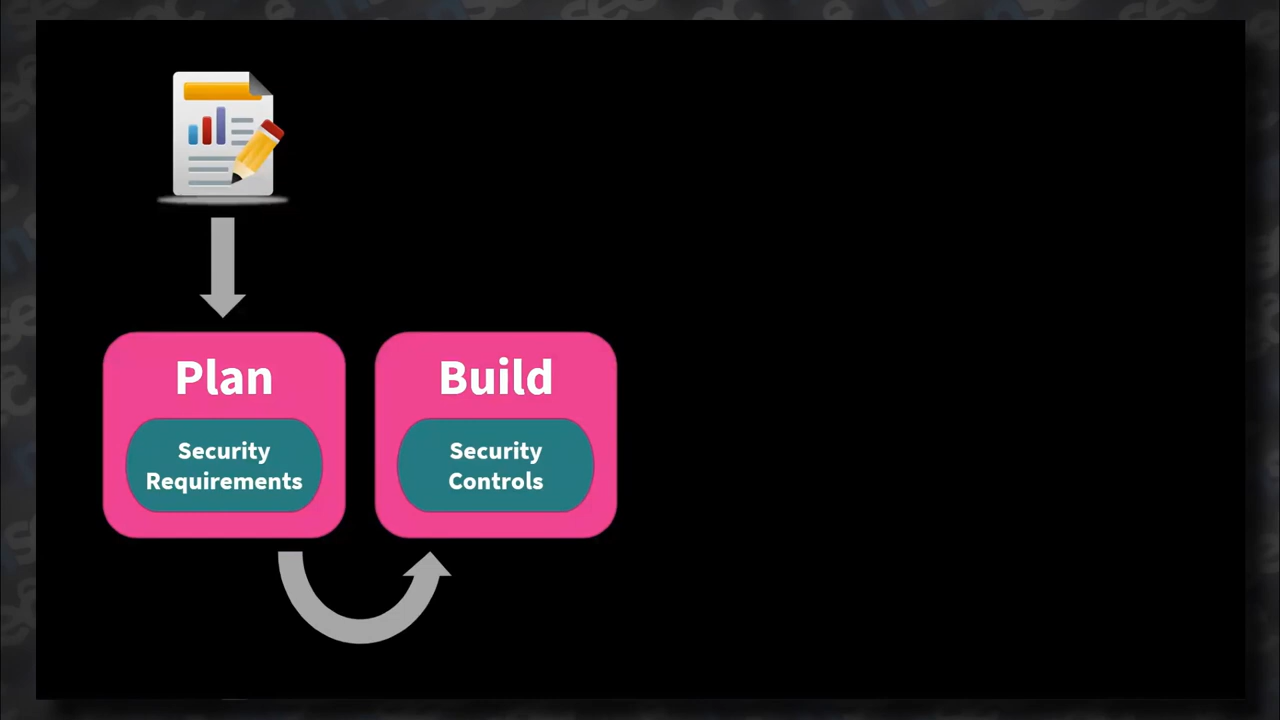 Plan
Security
Requirements
Build
Security
Controls